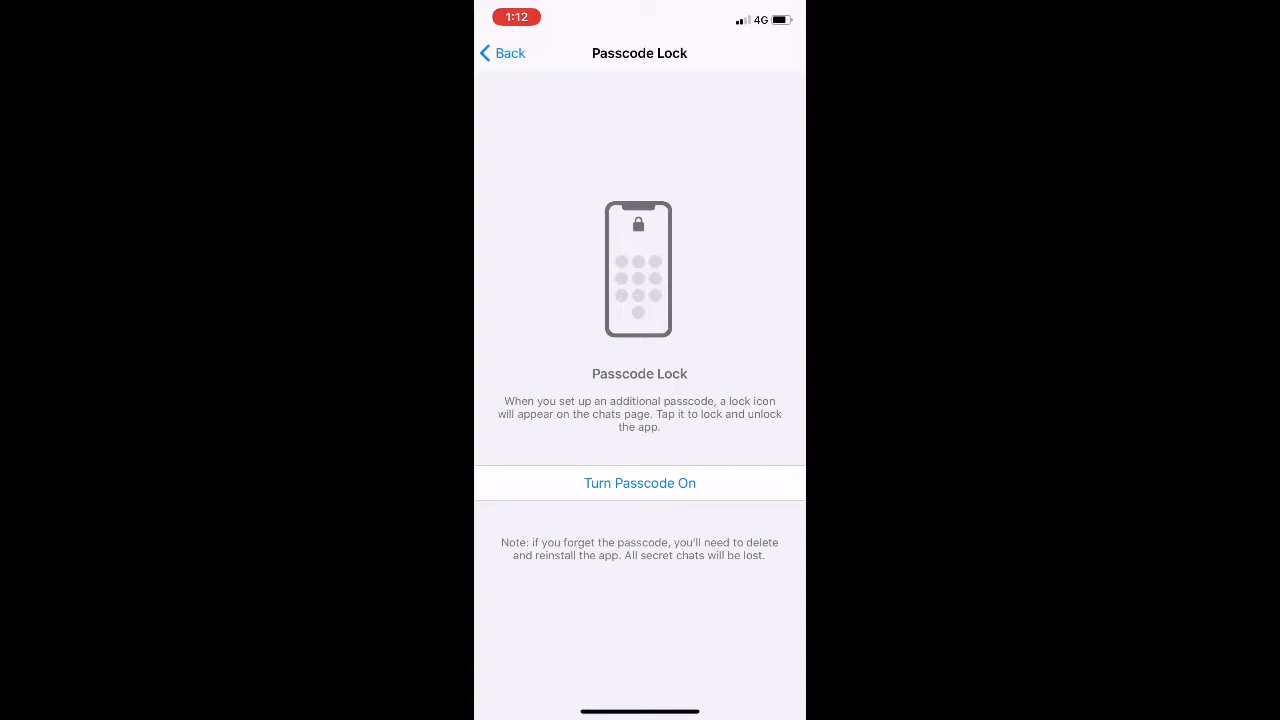 1:12
4G
Back
Passcode Lock
Passcode Lock
When you set up an additional passcode, a lock icon
will appear on the chats page. Tap it to lock and unlock
the app.
Turn Passcode On
Note: if you forget the passcode, you'll need to delete
and reinstall the app. All secret chats will be lost.